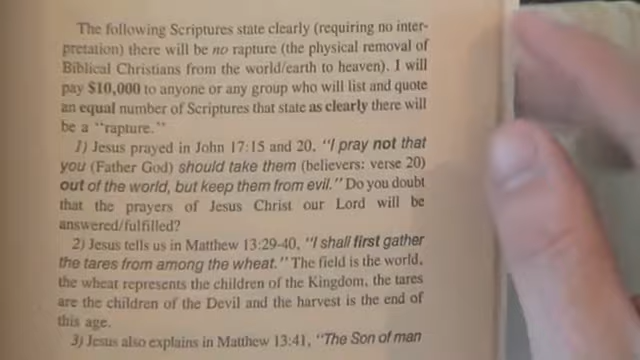 The following Scriptures state clearly (requiring no inter-
pretation) there will be no rapture (the physical removal of
Biblical Christians from the world/earth to heaven). I will
pay $10,000 to anyone or any group who will list and quote
an equal number of Scriptures that state as clearly there will
be a "rapture."
1) Jesus prayed in John 17:15 and 20, "I pray not that
you (Father God) should take them (believers: verse 20)
out of the world, but keep them from evil." Do you doubt
that the prayers of Jesus Christ our Lord will be
answered/fulfilled?
2) Jesus tells us in Matthew 13:29-40, "I shall first gather
the tares from among the wheat." The field is the world,
the wheat represents the children of the Kingdom, the tares
are the children of the Devil and the harvest is the end of
this age.
3) Jesus also explains in Matthew 13:41, "The Son of man